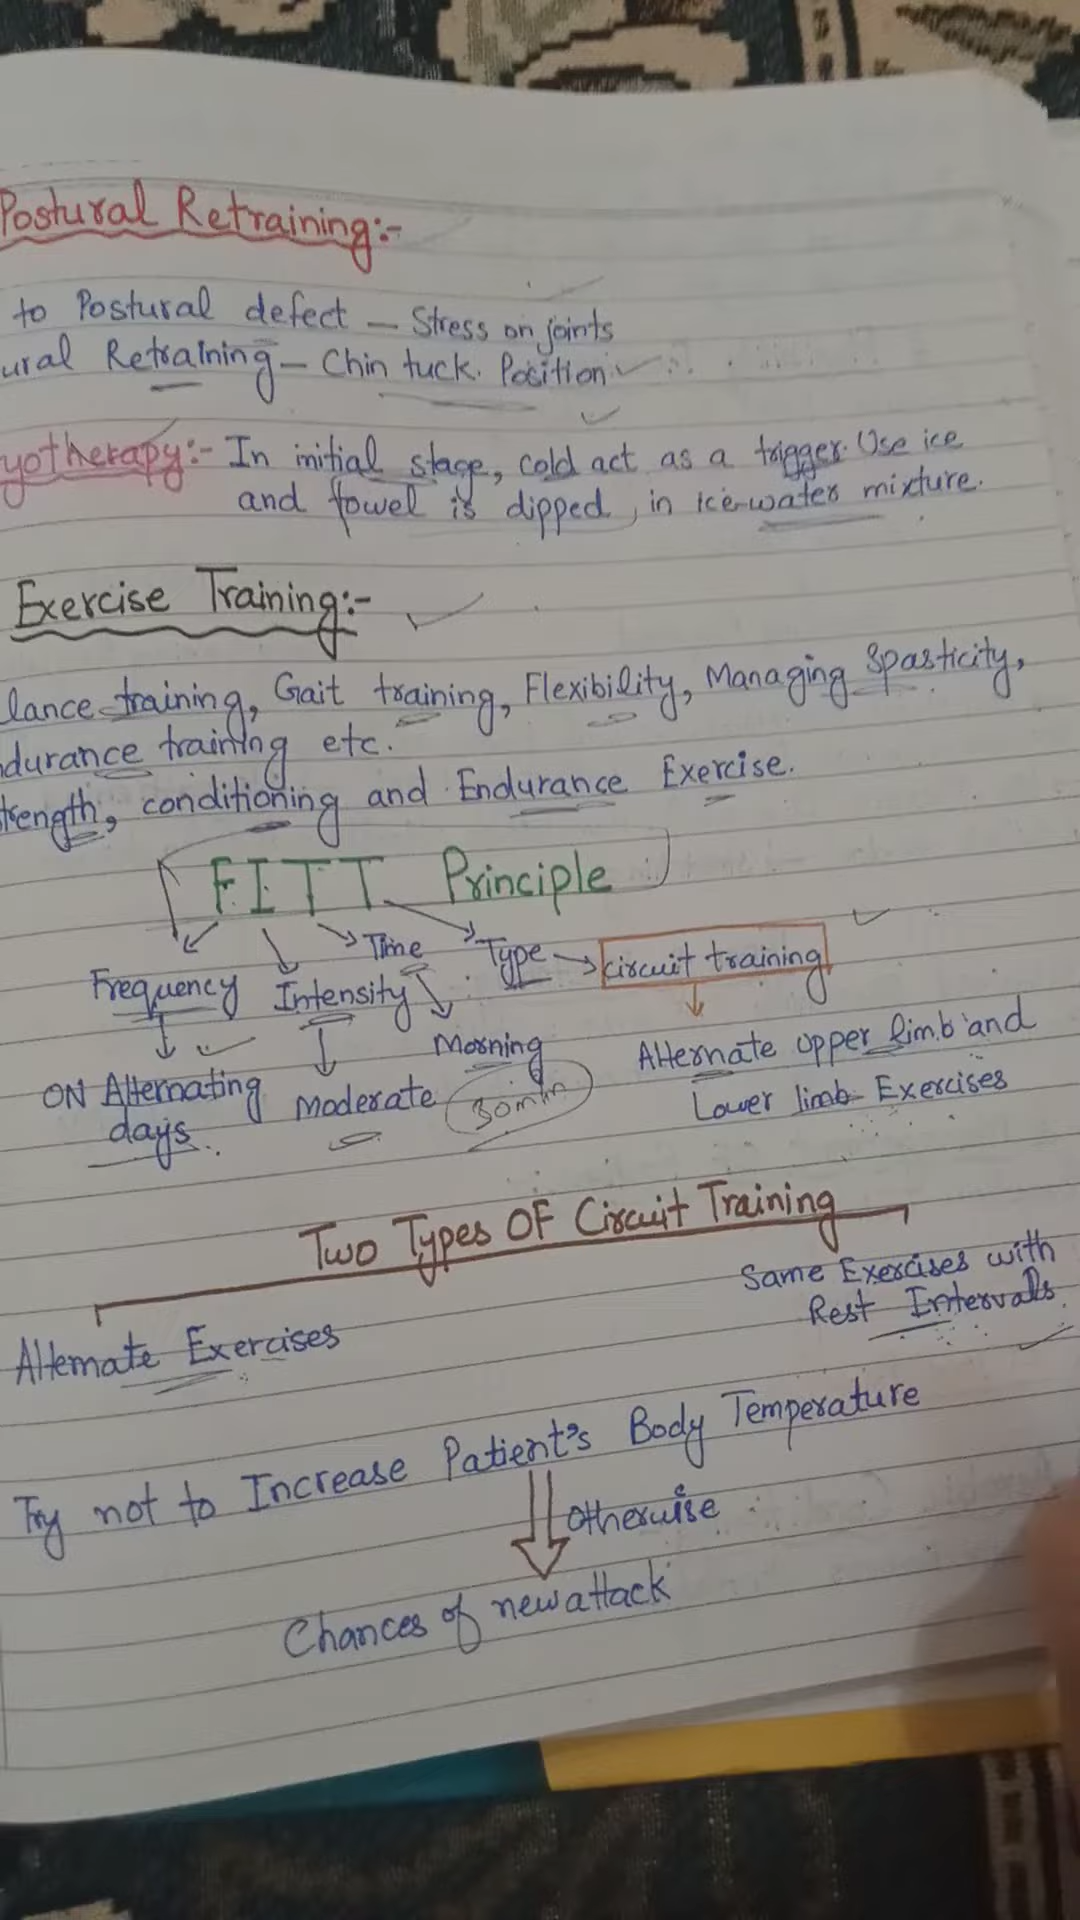 Postural Retraining:-
to Postural defect – Stress on joints
ural Retraining – Chin tuck. Position
yotherapy:- In initial stage, cold act as a trigger. Use ice
and towel is dipped, in ice-water mixture.
Exercise Training:-
lance training, Gait training, Flexibility, Managing Spasticity,
durance training etc.
trength, conditioning and Endurance Exercise.
FITT Principle
Time
Type → circuit training
Frequency Intensity
Morning
30 min
ON Alternating days.
Moderate
Alternate upper limb and
Lower limb Exercises
Two Types OF Circuit Training
Same Exercises with
Rest Intervals
Alternate Exercises
Try not to Increase Patient's Body Temperature
Otherwise
Chances of new attack